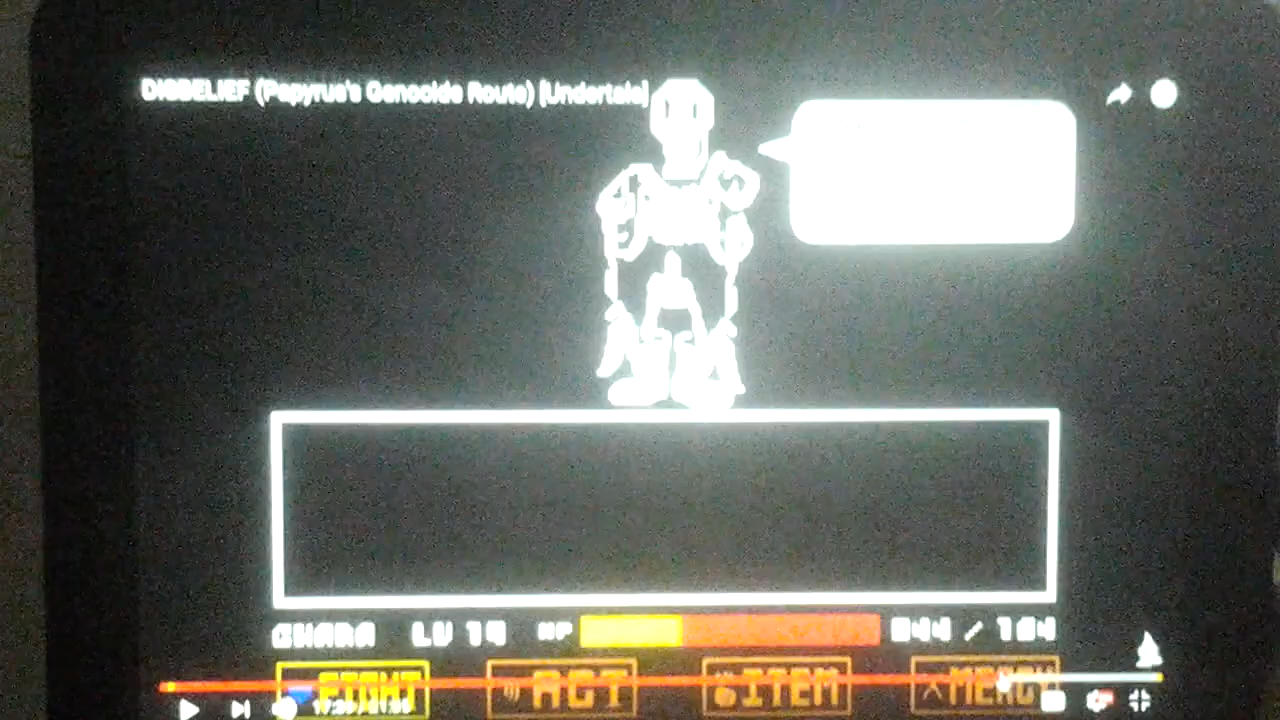 DISBELIEF (Papyrus's Genocide Route) [Undertale]
CHARA LV 19 HP
FIGHT ACT ITEM MERCY